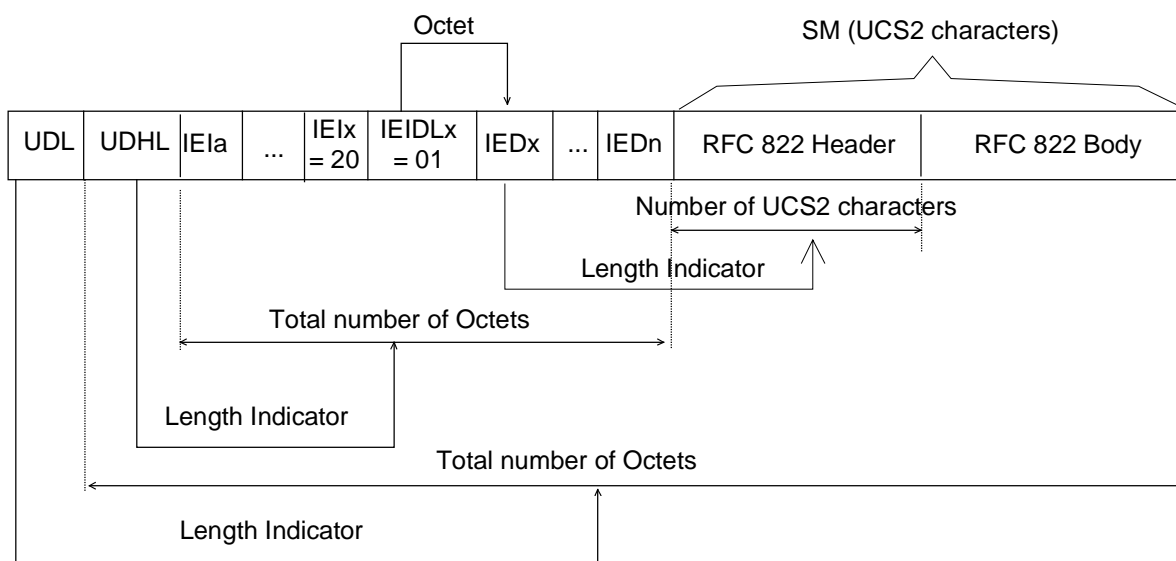 Octet
SM (UCS2 characters)
UDL UDHL IEIa ... IEIx = 20 IEIDLx = 01 IEDx ... IEDn RFC 822 Header RFC 822 Body
Number of UCS2 characters
Length Indicator
Total number of Octets
Length Indicator
Total number of Octets
Length Indicator